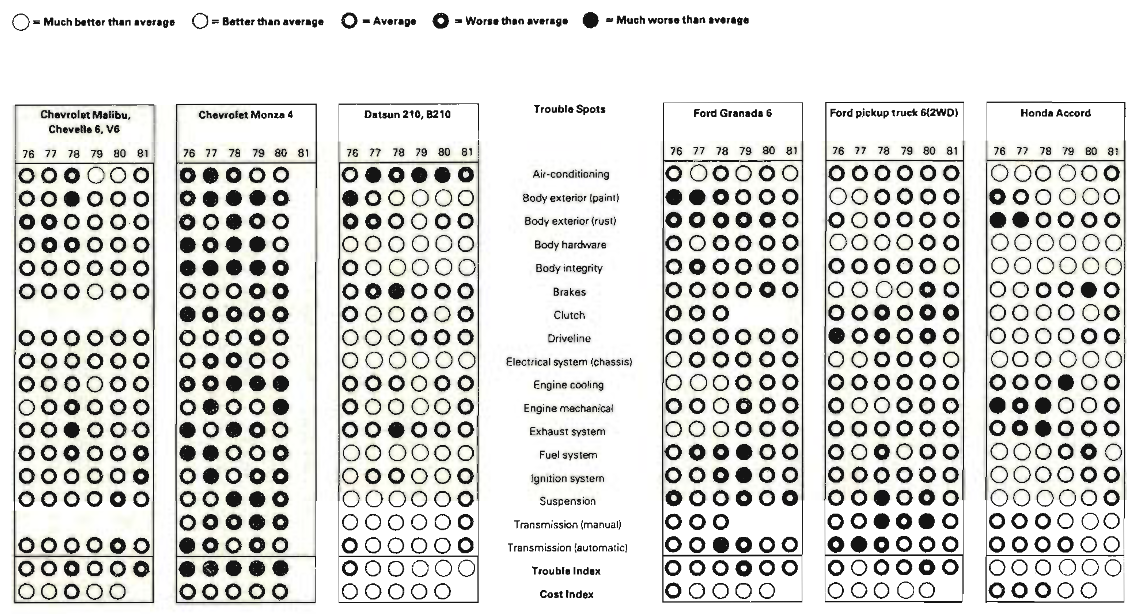 = Much better than average = Better than average = Average = Worse than average = Much worse than average
Chevrolet Malibu,
Chevelle 6, V6
76 77 78 79 80 81
Chevrolet Monza 4
76 77 78 79 80 81
Datsun 210, B210
76 77 78 79 80 81
Trouble Spots
Air-conditioning
Body exterior (paint)
Body exterior (rust)
Body hardware
Body integrity
Brakes
Clutch
Driveline
Electrical system (chassis)
Engine cooling
Engine mechanical
Exhaust system
Fuel system
Ignition system
Suspension
Transmission (manual)
Transmission (automatic)
Trouble Index
Cost Index
Ford Granada 6
76 77 78 79 80 81
Ford pickup truck 6(2WD)
76 77 78 79 80 81
Honda Accord
76 77 78 79 80 81